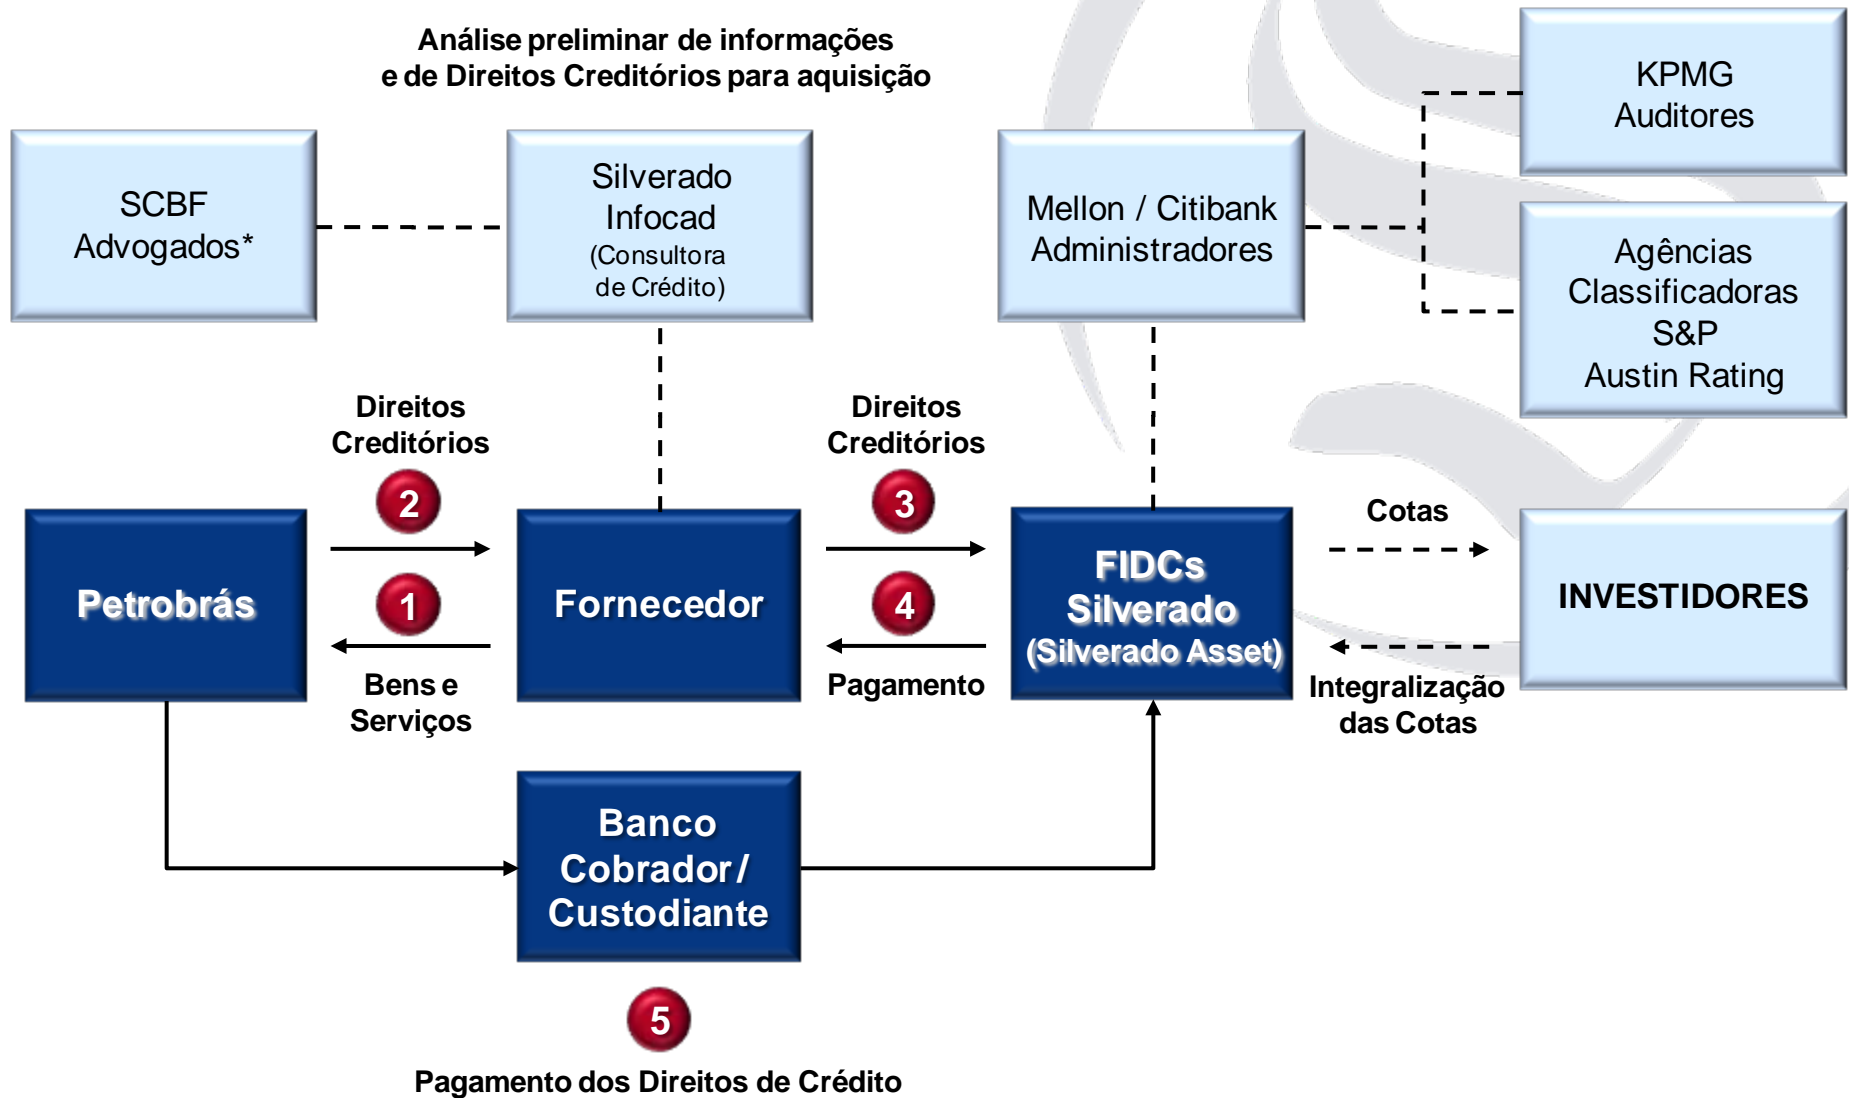 Análise preliminar de informações
e de Direitos Creditórios para aquisição
KPMG
Auditores
SCBF
Advogados*
Silverado
Infocad
(Consultora
de Crédito)
Mellon / Citibank
Administradores
Agências
Classificadoras
S&P
Austin Rating
Direitos
Creditórios
2
Direitos
Creditórios
3
Cotas
Petrobrás
1
Fornecedor
4
FIDCs
Silverado
(Silverado Asset)
INVESTIDORES
Bens e
Serviços
Pagamento
Integralização
das Cotas
Banco
Cobrador /
Custodiante
5
Pagamento dos Direitos de Crédito